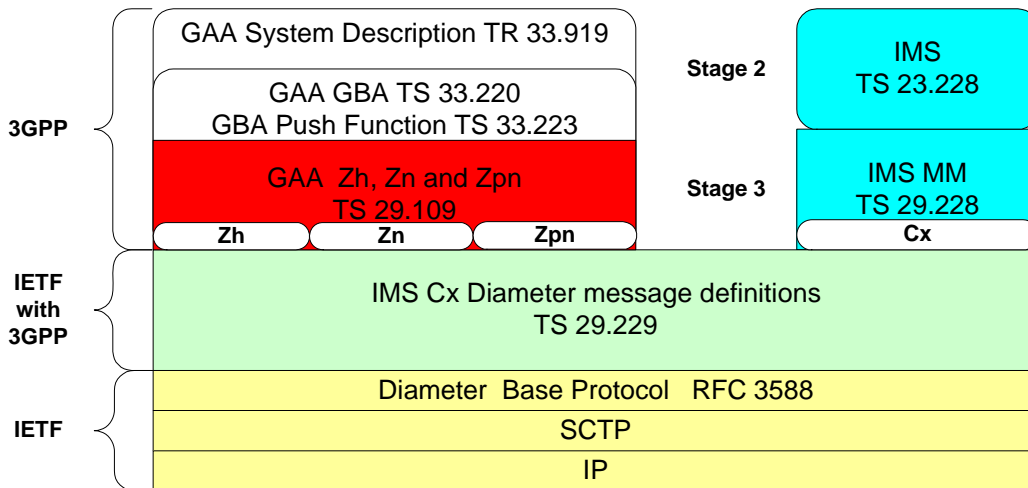 GAA System Description TR 33.919
GAA GBA TS 33.220
GBA Push Function TS 33.223
GAA Zh, Zn and Zpn
TS 29.109
Zh
Zn
Zpn
Stage 2
Stage 3
IMS
TS 23.228
IMS MM
TS 29.228
Cx
3GPP
IETF
with
3GPP
IMS Cx Diameter message definitions
TS 29.229
IETF
Diameter Base Protocol RFC 3588
SCTP
IP